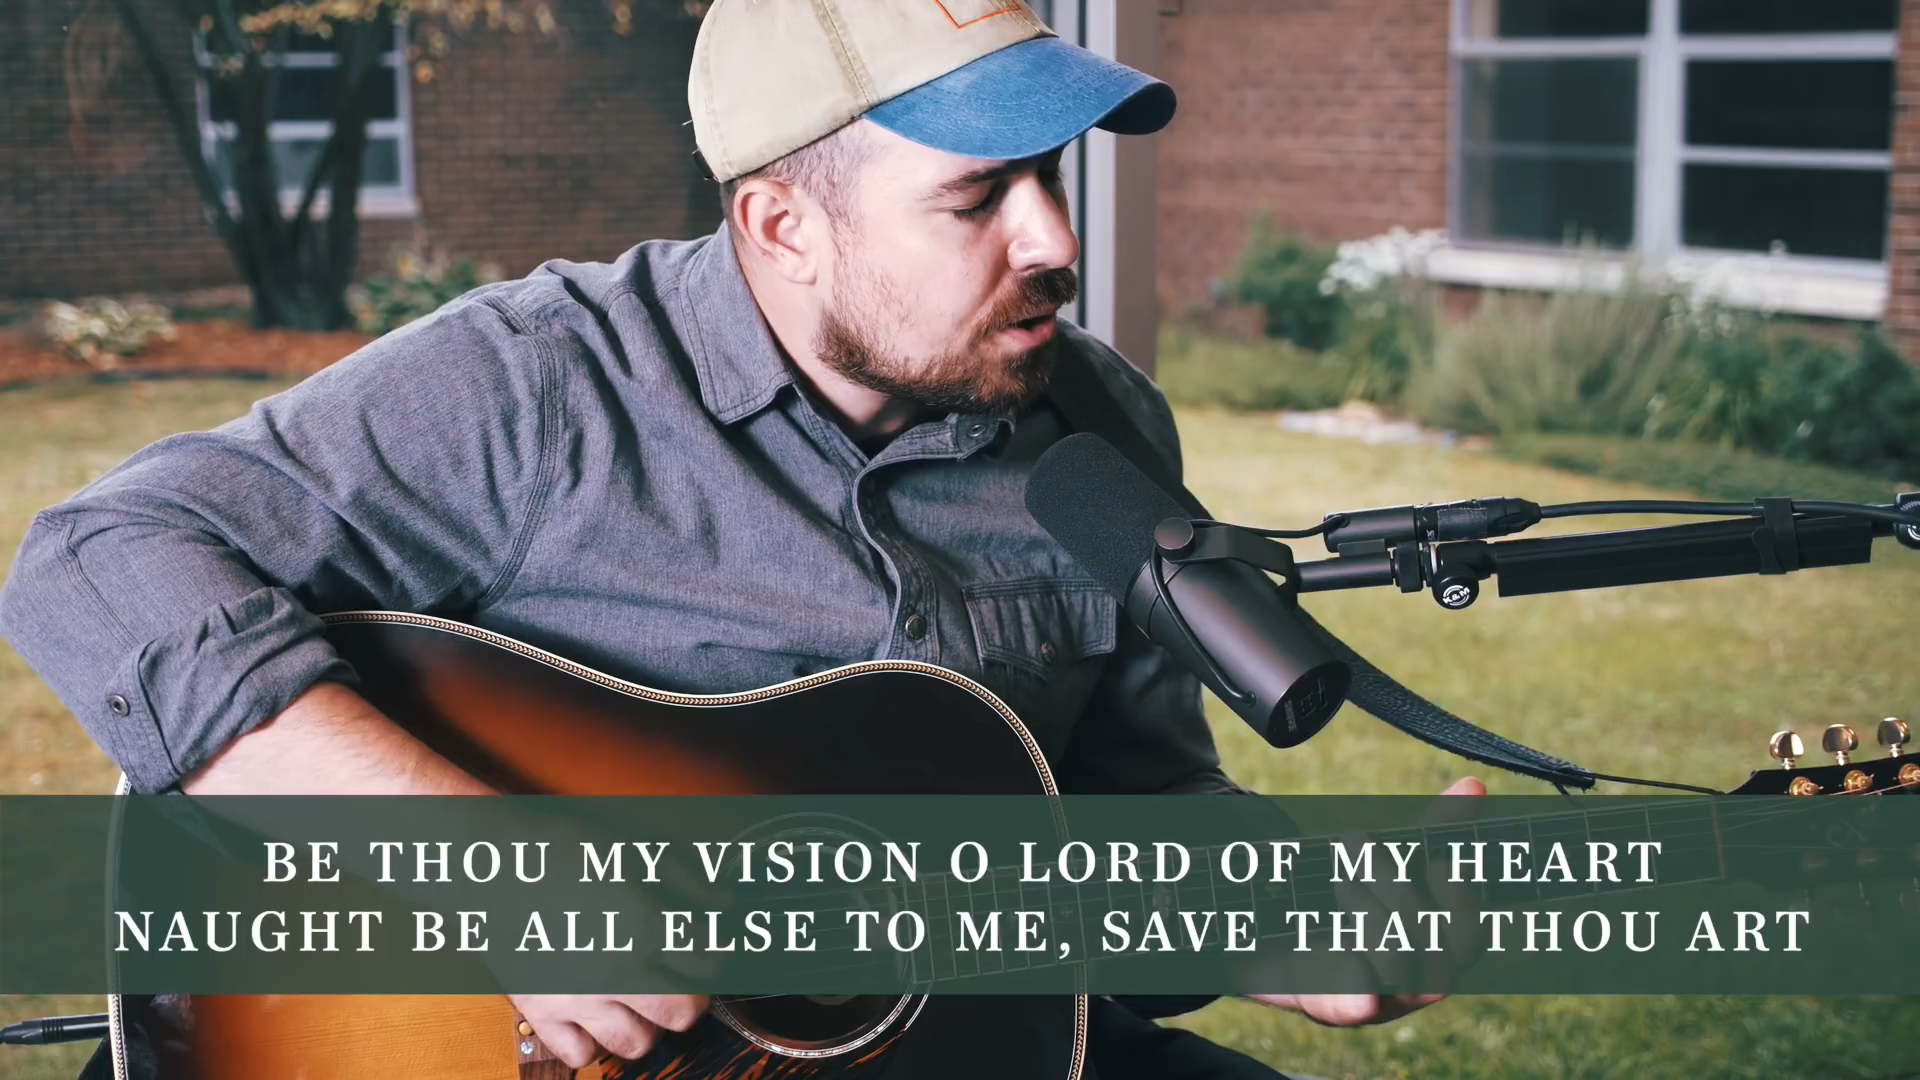 BE THOU MY VISION O LORD OF MY HEART
NAUGHT BE ALL ELSE TO ME, SAVE THAT THOU ART
K&M